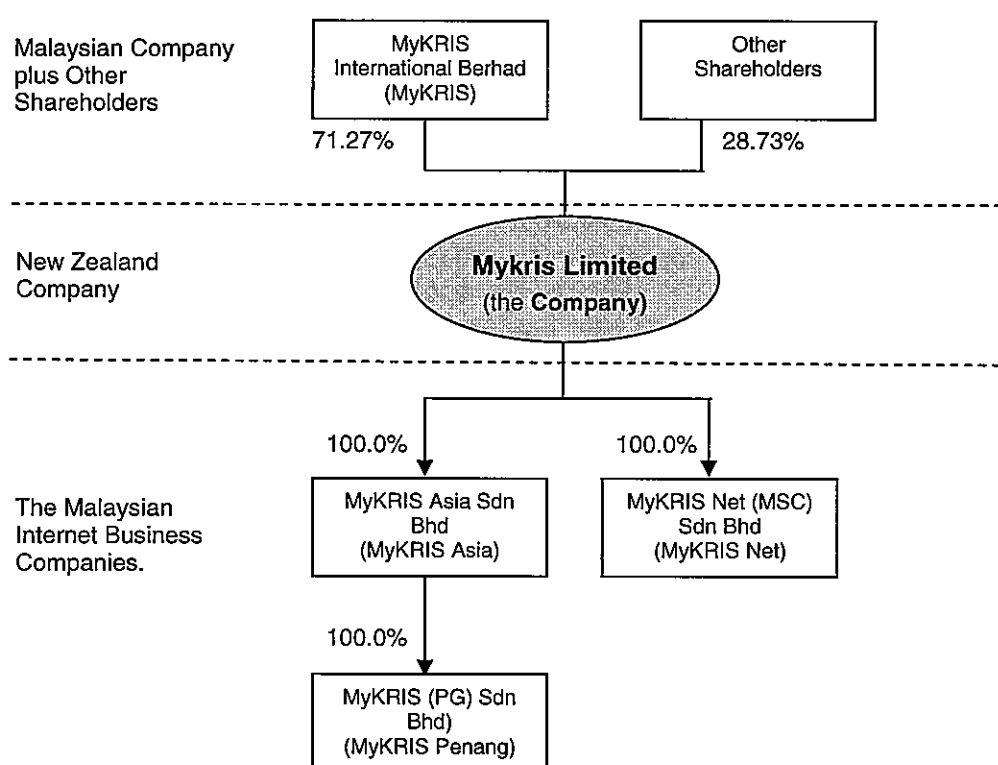 Malaysian Company
plus Other
Shareholders
MyKRIS
International Berhad
(MyKRIS)
Other
Shareholders
71.27%
28.73%
New Zealand
Company
Mykris Limited
(the Company)
100.0%
100.0%
The Malaysian
Internet Business
Companies.
MyKRIS Asia Sdn
Bhd
(MyKRIS Asia)
MyKRIS Net (MSC)
Sdn Bhd
(MyKRIS Net)
100.0%
MyKRIS (PG) Sdn
Bhd)
(MyKRIS Penang)